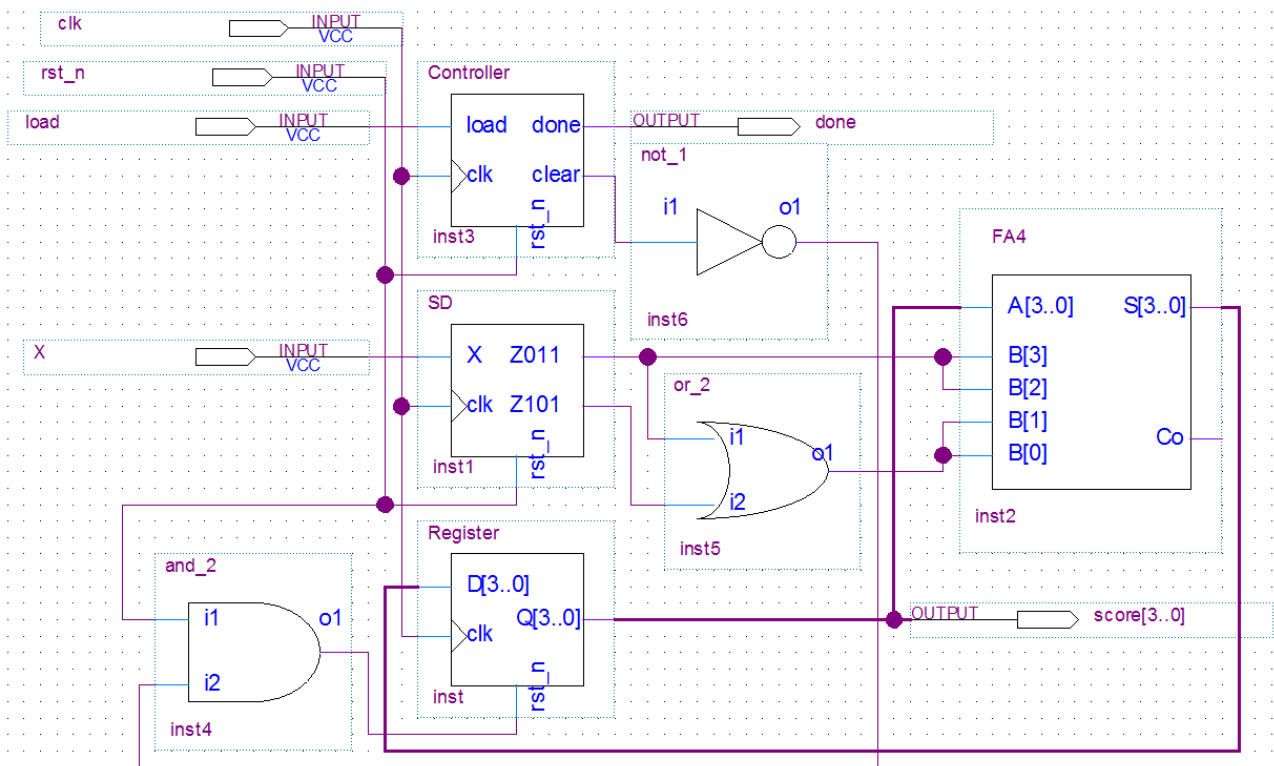 clk
INPUT
VCC
rst_n
INPUT
VCC
load
INPUT
VCC
Controller
load
done
clk
clear
rst_n
inst3
OUTPUT
done
not_1
i1
o1
inst6
X
INPUT
VCC
SD
X
Z011
clk
Z101
rst_n
inst1
or_2
i1
o1
i2
inst5
FA4
A[3..0]
S[3..0]
B[3]
B[2]
B[1]
Co
B[0]
inst2
and_2
i1
o1
i2
inst4
Register
D[3..0]
Q[3..0]
clk
rst_n
inst
OUTPUT
score[3..0]